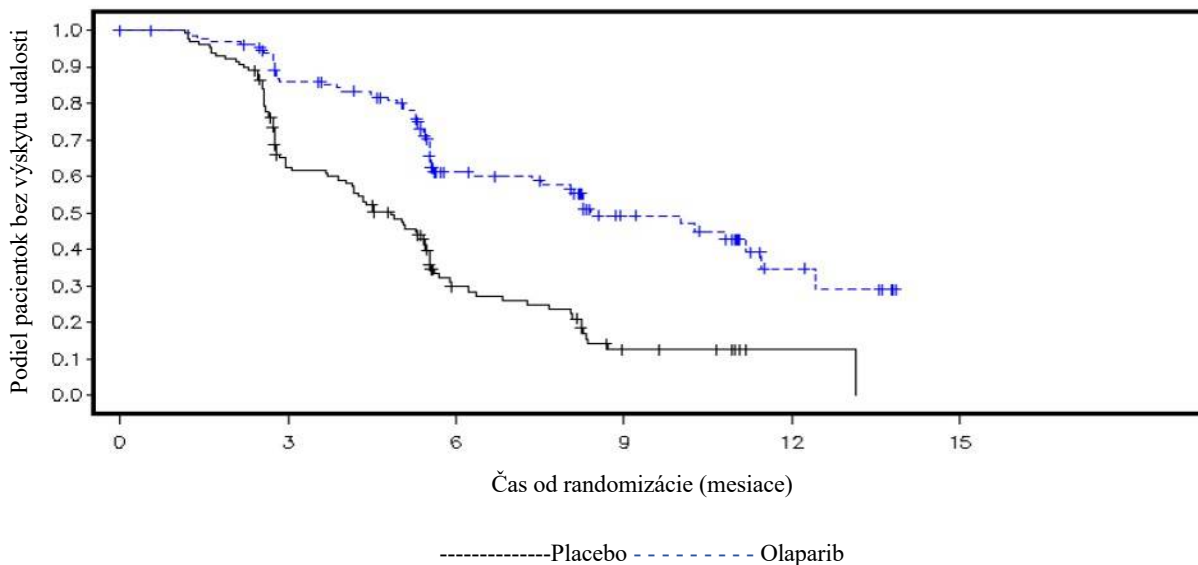 Podiel pacientok bez výskytu udalosti
1.0
0.9
0.8
0.7
0.6
0.5
0.4
0.3
0.2
0.1
0.0
0 3 6 9 12 15
Čas od randomizácie (mesiace)
Placebo Olaparib